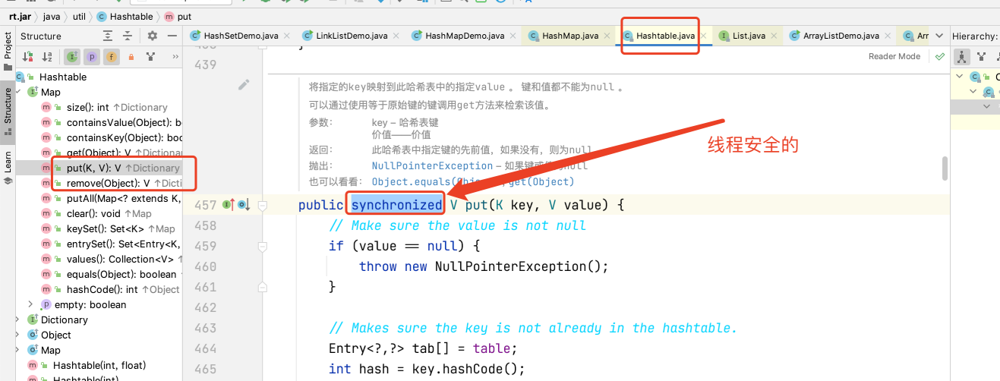 rt.jar › java › util › Hashtable › put
Project
Structure
Learn
Structure
HashSetDemo.java
LinkListDemo.java
HashMapDemo.java
HashMap.java
Hashtable.java
List.java
ArrayListDemo.java
Arr
Hierarchy:
Reader Mode
Hashtable
Map
size(): int ↑Dictionary
containsValue(Object): bo
containsKey(Object): boo
get(Object): V ↑Dictiona
put(K, V): V ↑Dictionary
remove(Object): V ↑Dicti
putAll(Map<? extends K,
clear(): void ↑Map
keySet(): Set<K> ↑Map
entrySet(): Set<Entry<K,
values(): Collection<V> ↑
equals(Object): boolean ↑
hashCode(): int ↑Object
empty: boolean
Dictionary
Object
Map
Hashtable(int, float)
Hashtable(int)
439
将指定的key映射到此哈希表中的指定value 。 键和值都不能为null 。
可以通过使用等于原始键的键调用get方法来检索该值。
参数： key – 哈希表键
价值——价值
返回： 此哈希表中指定键的先前值，如果没有，则为null
抛出： NullPointerException – 如果键或
也可以看看： Object.equals(Ob get(Object)
线程安全的
457 public synchronized V put(K key, V value) {
458 // Make sure the value is not null
459 if (value == null) {
460 throw new NullPointerException();
461 }
462
463 // Makes sure the key is not already in the hashtable.
464 Entry<?,?> tab[] = table;
465 int hash = key.hashCode();